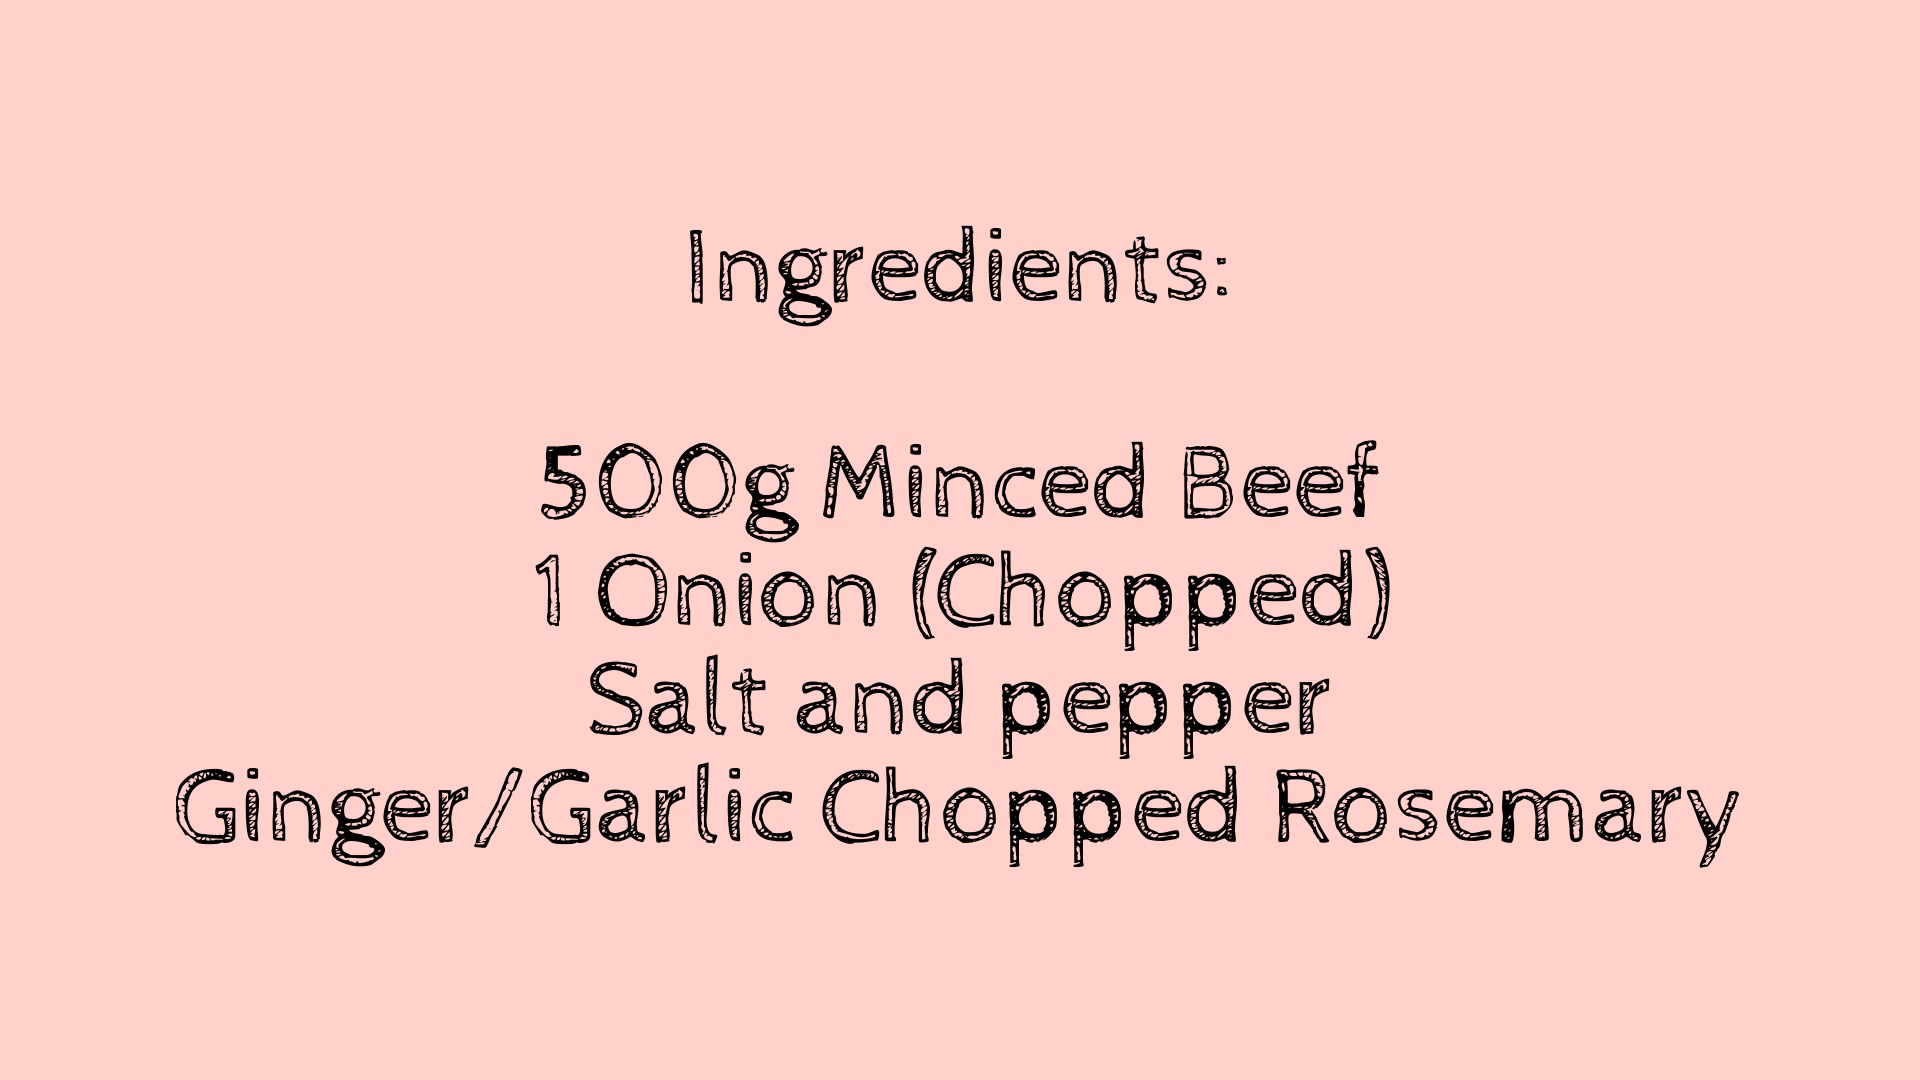 Ingredients:
500g Minced Beef
1 Onion (Chopped)
Salt and pepper
Ginger/Garlic Chopped Rosemary